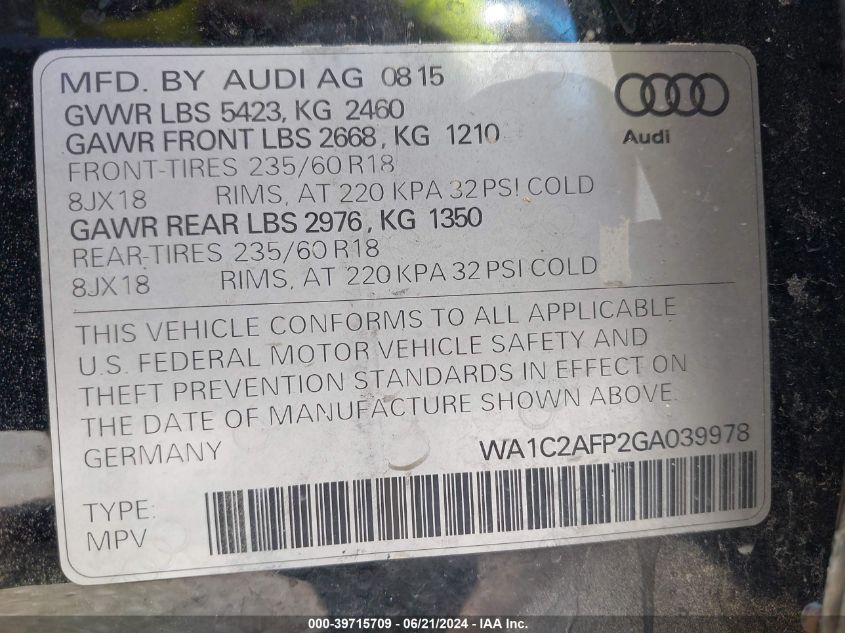 MFD. BY AUDI AG 08 15
GVWR LBS 5423, KG 2460
GAWR FRONT LBS 2668, KG 1210
Audi
FRONT-TIRES 235/60 R18
8JX18 RIMS, AT 220 KPA 32 PSI COLD
GAWR REAR LBS 2976, KG 1350
REAR-TIRES 235/60 R18
8JX18 RIMS, AT 220 KPA 32 PSI COLD
THIS VEHICLE CONFORMS TO ALL APPLICABLE
U.S. FEDERAL MOTOR VEHICLE SAFETY AND
THEFT PREVENTION STANDARDS IN EFFECT ON
THE DATE OF MANUFACTURE SHOWN ABOVE.
GERMANY WA1C2AFP2GA039978
TYPE:
MPV
000-39715709 - 06/21/2024 - IAA Inc.